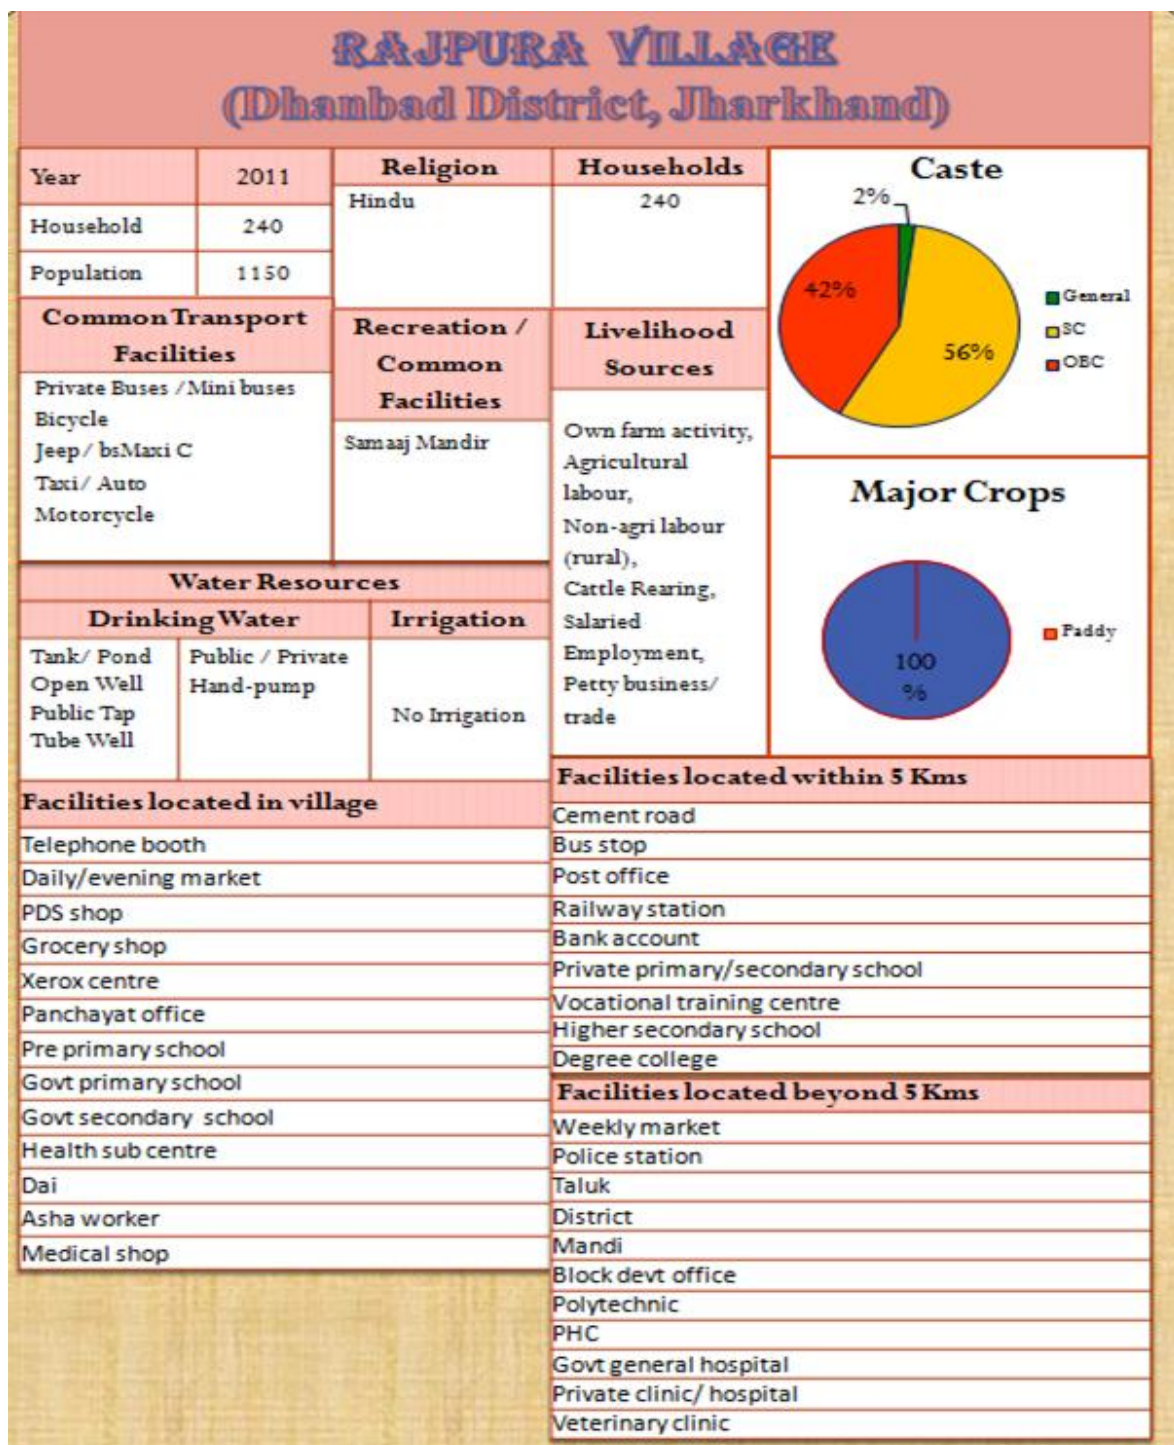 RAJPURA VILLAGE
(Dhanbad District, Jharkhand)
Year 2011
Household 240
Population 1150
Religion
Hindu
Households
240
Caste
2%
42%
56%
General
SC
OBC
Common Transport
Facilities
Private Buses / Mini buses
Bicycle
Jeep/ bsMaxi C
Taxi/ Auto
Motorcycle
Recreation /
Common
Facilities
Samaaj Mandir
Livelihood
Sources
Own farm activity,
Agricultural
labour,
Non-agri labour
(rural),
Cattle Rearing,
Salaried
Employment,
Petty business/
trade
Major Crops
100
%
Paddy
Water Resources
Drinking Water
Irrigation
Tank/ Pond
Open Well
Public Tap
Tube Well
Public / Private
Hand-pump
No Irrigation
Facilities located in village
Telephone booth
Daily/evening market
PDS shop
Grocery shop
Xerox centre
Panchayat office
Pre primary school
Govt primary school
Govt secondary school
Health sub centre
Dai
Asha worker
Medical shop
Facilities located within 5 Kms
Cement road
Bus stop
Post office
Railway station
Bank account
Private primary/secondary school
Vocational training centre
Higher secondary school
Degree college
Facilities located beyond 5 Kms
Weekly market
Police station
Taluk
District
Mandi
Block devt office
Polytechnic
PHC
Govt general hospital
Private clinic/ hospital
Veterinary clinic